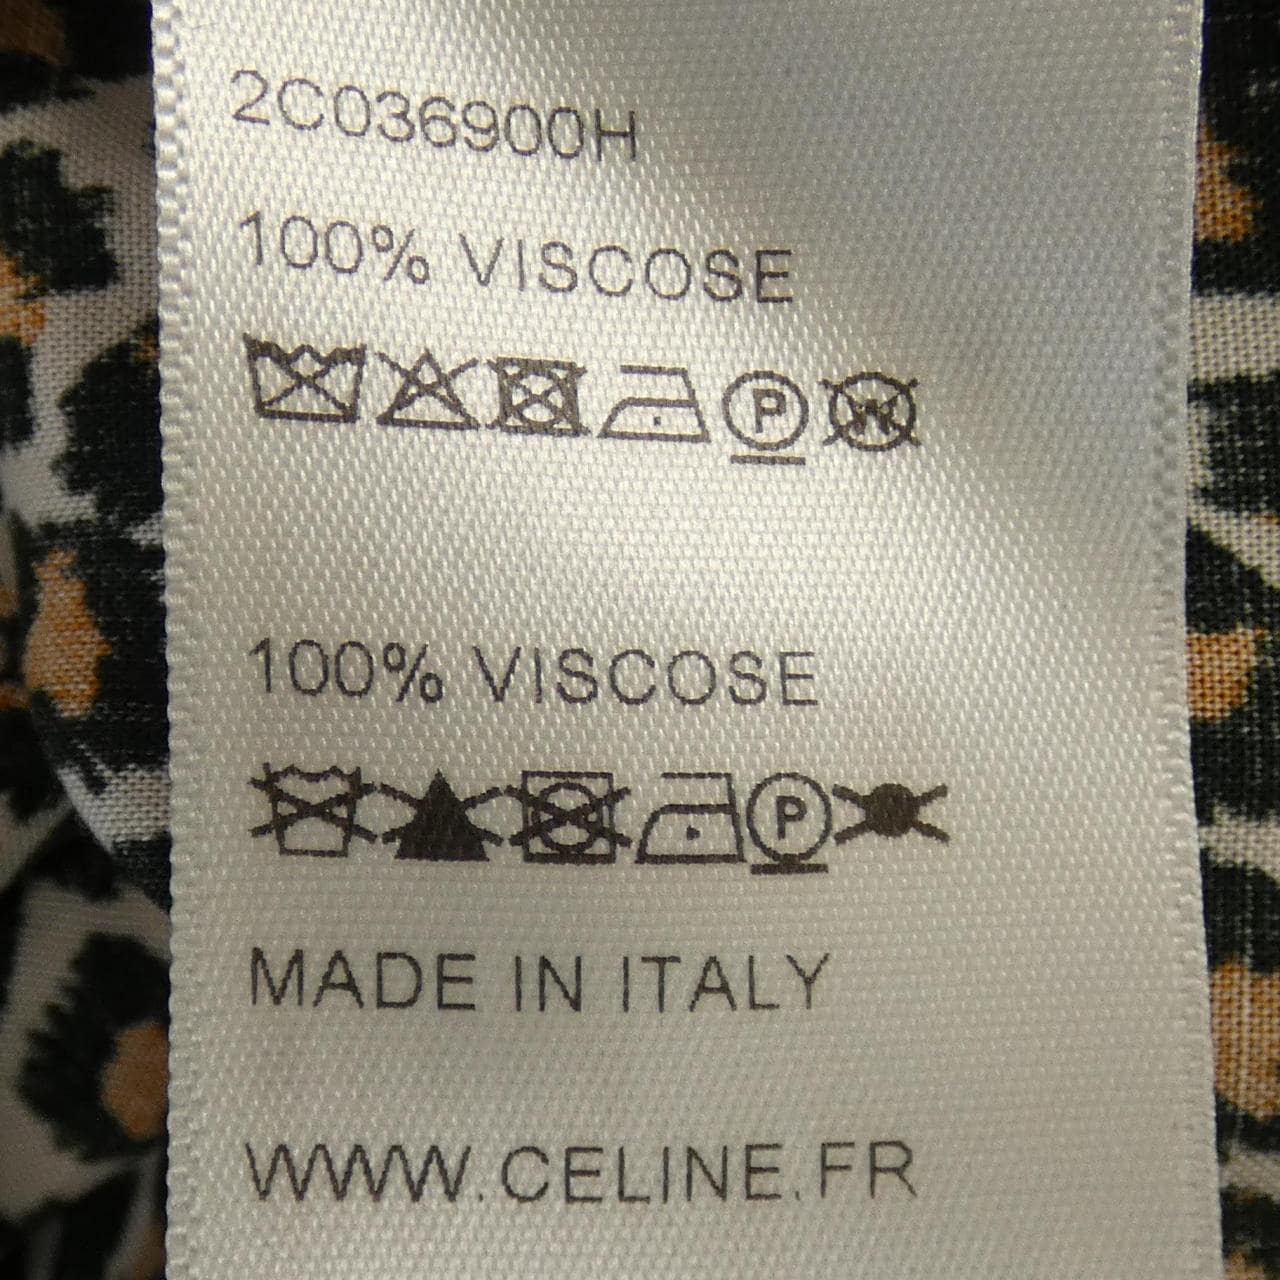 2C036900H
100% VISCOSE
P W
100% VISCOSE
P
MADE IN ITALY
WWW.CELINE.FR